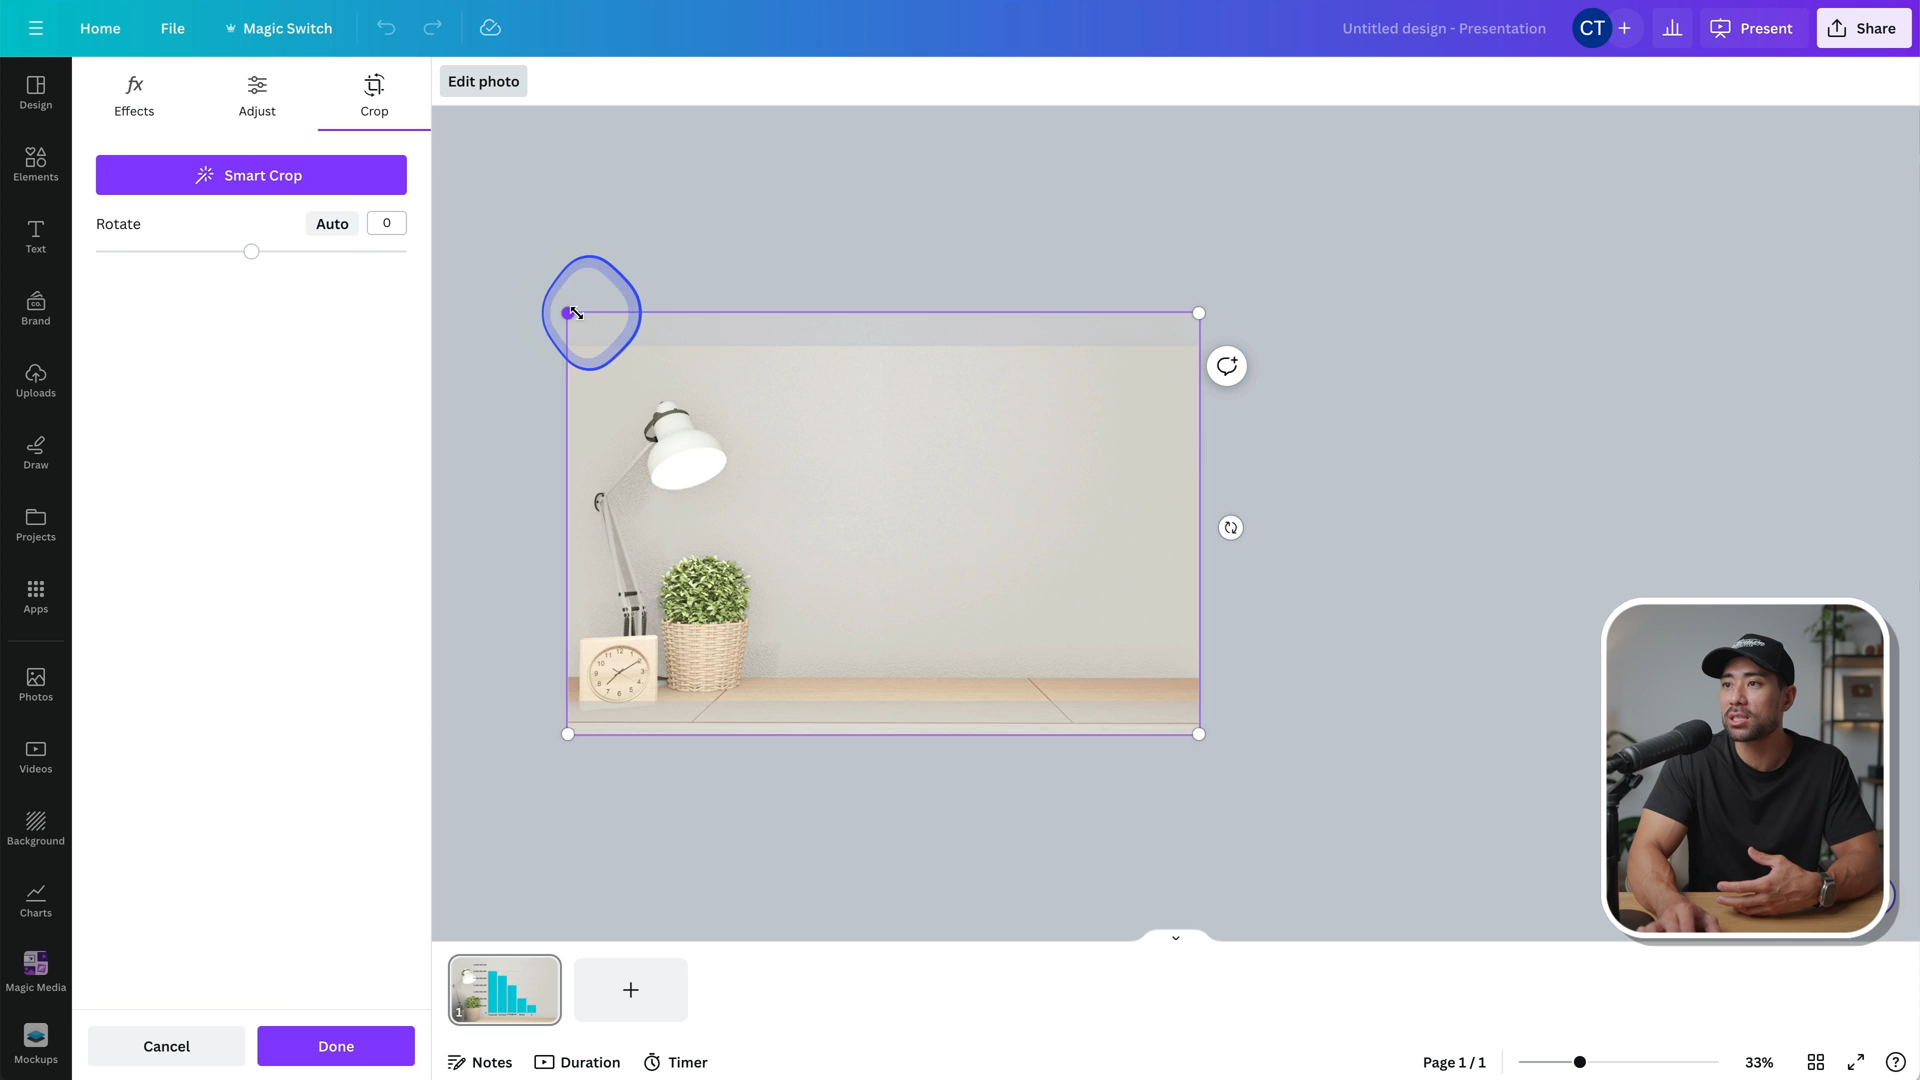 Home File Magic Switch Untitled design - Presentation CT + Present Share
Design
Elements
Text
Brand
Uploads
Draw
Projects
Apps
Photos
Videos
Background
Charts
Magic Media
Mockups
Effects Adjust Crop
Smart Crop
Rotate Auto 0
Cancel Done
Edit photo
1
Notes Duration Timer Page 1 / 1 33%